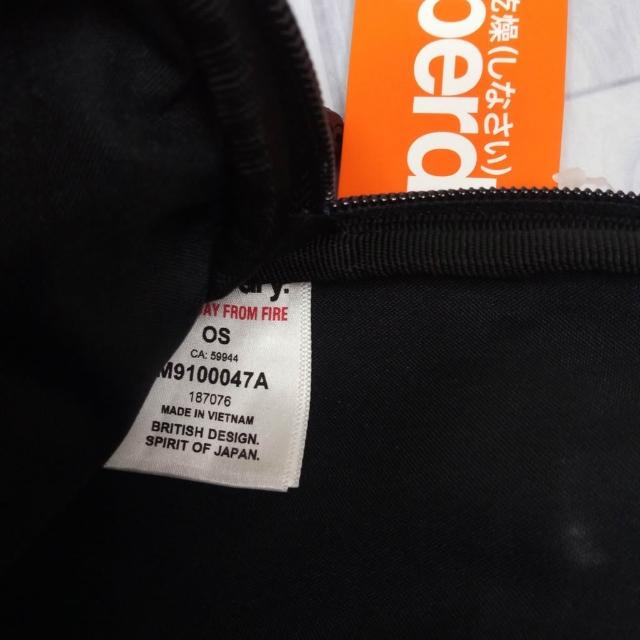 燥(しなさい)
perd
ry.
AY FROM FIRE
OS
CA: 59944
M9100047A
187076
MADE IN VIETNAM
BRITISH DESIGN.
SPIRIT OF JAPAN.